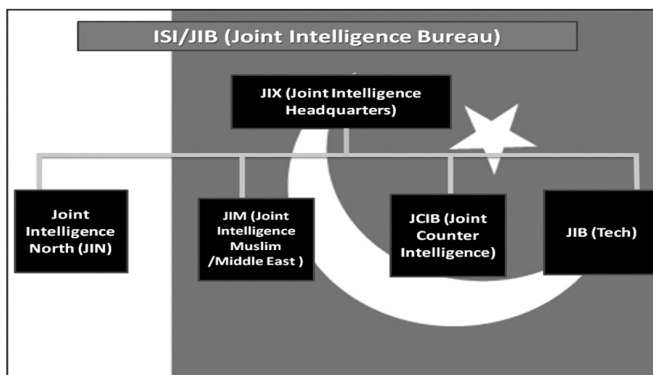 ISI/JIB (Joint Intelligence Bureau)
JIX (Joint Intelligence
Headquarters)
Joint
Intelligence
North (JIN)
JIM (Joint
Intelligence
Muslim
/Middle East )
JCIB (Joint
Counter
Intelligence)
JIB (Tech)